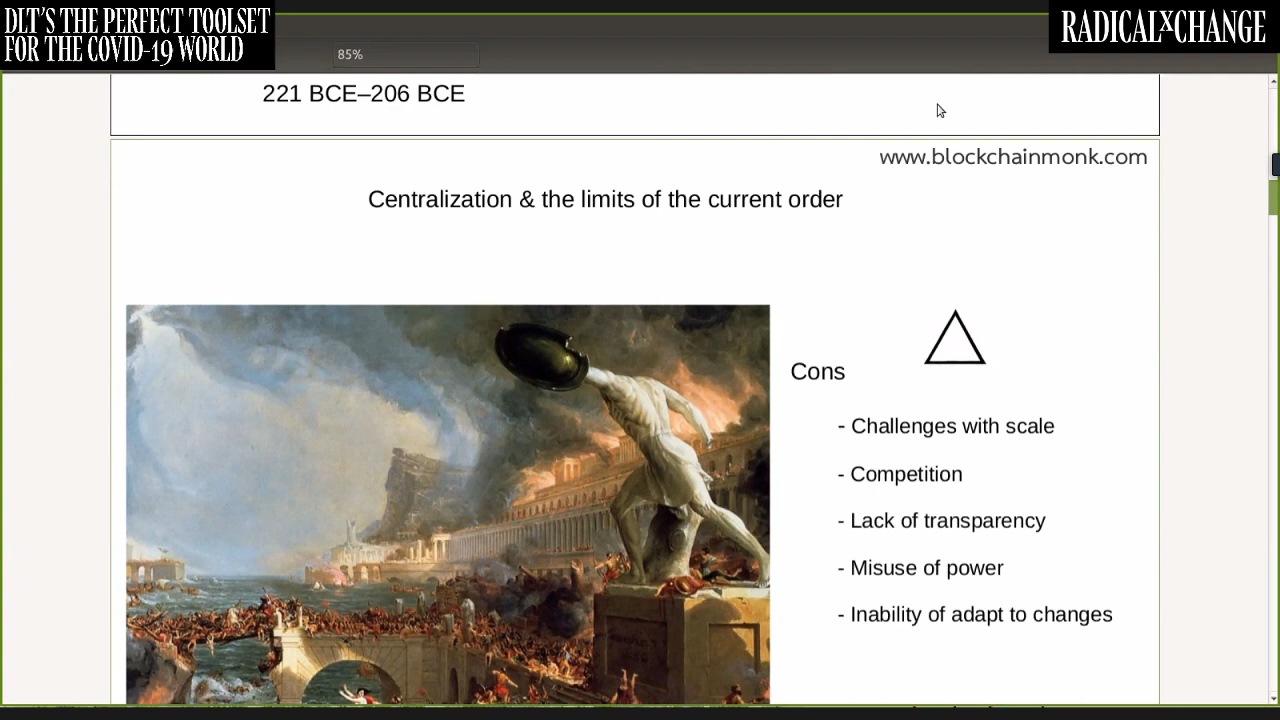 DLT'S THE PERFECT TOOLSET
FOR THE COVID-19 WORLD
RADICALXCHANGE
85%
221 BCE–206 BCE
www.blockchainmonk.com
Centralization & the limits of the current order
Cons
- Challenges with scale
- Competition
- Lack of transparency
- Misuse of power
- Inability of adapt to changes